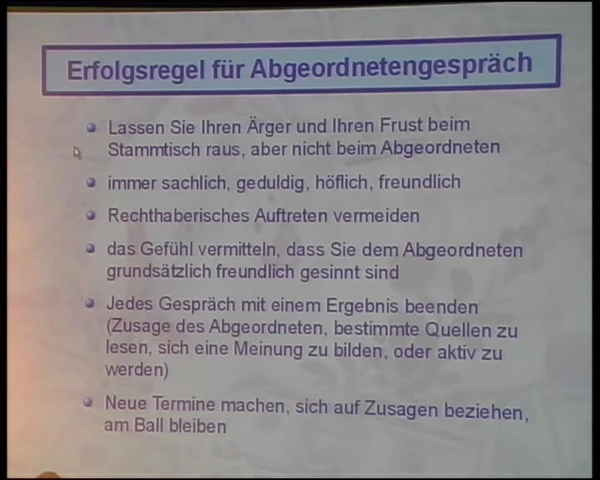 Erfolgsregel für Abgeordnetengespräch
Lassen Sie Ihren Ärger und Ihren Frust beim
Stammtisch raus, aber nicht beim Abgeordneten
immer sachlich, geduldig, höflich, freundlich
Rechthaberisches Auftreten vermeiden
das Gefühl vermitteln, dass Sie dem Abgeordneten
grundsätzlich freundlich gesinnt sind
Jedes Gespräch mit einem Ergebnis beenden
(Zusage des Abgeordneten, bestimmte Quellen zu
lesen, sich eine Meinung zu bilden, oder aktiv zu
werden)
Neue Termine machen, sich auf Zusagen beziehen,
am Ball bleiben